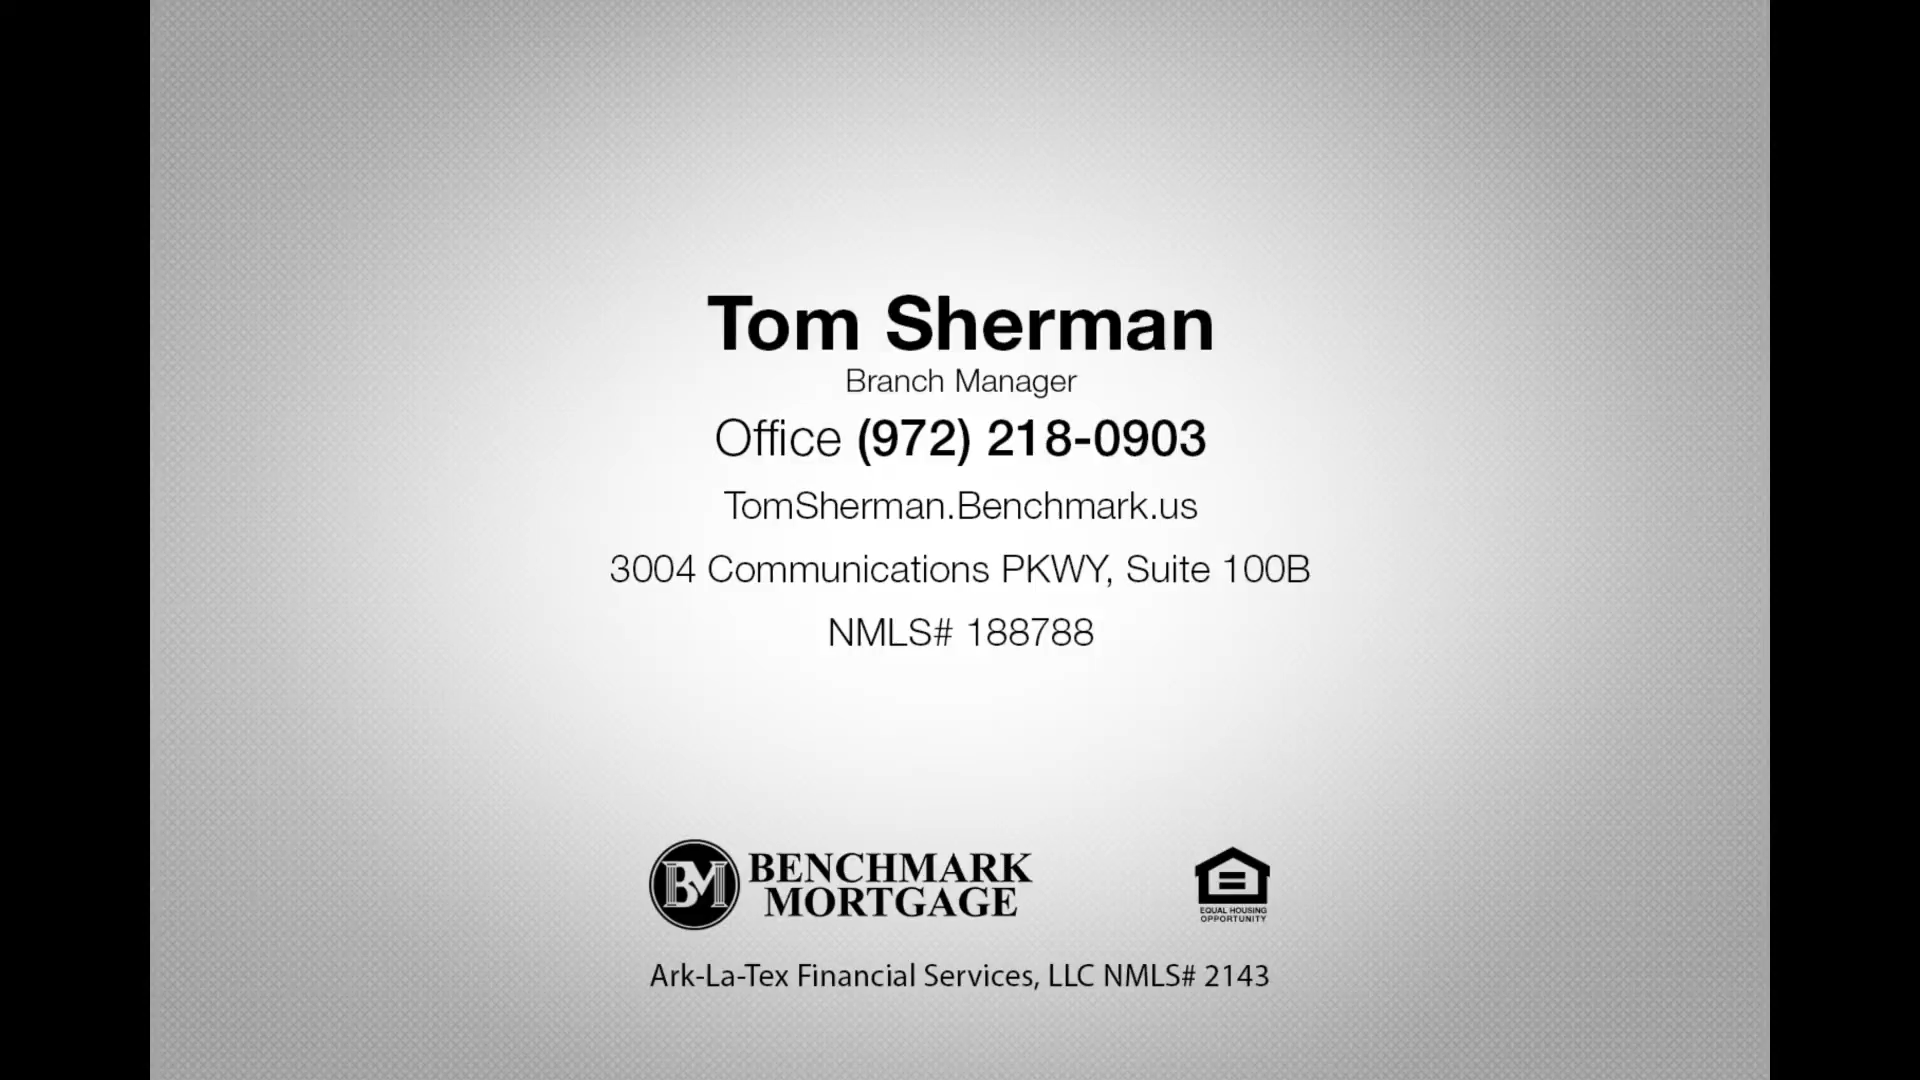 Tom Sherman
Branch Manager
Office (972) 218-0903
TomSherman.Benchmark.us
3004 Communications PKWY, Suite 100B
NMLS# 188788
BM
BENCHMARK
MORTGAGE
EQUAL HOUSING
OPPORTUNITY
Ark-La-Tex Financial Services, LLC NMLS# 2143